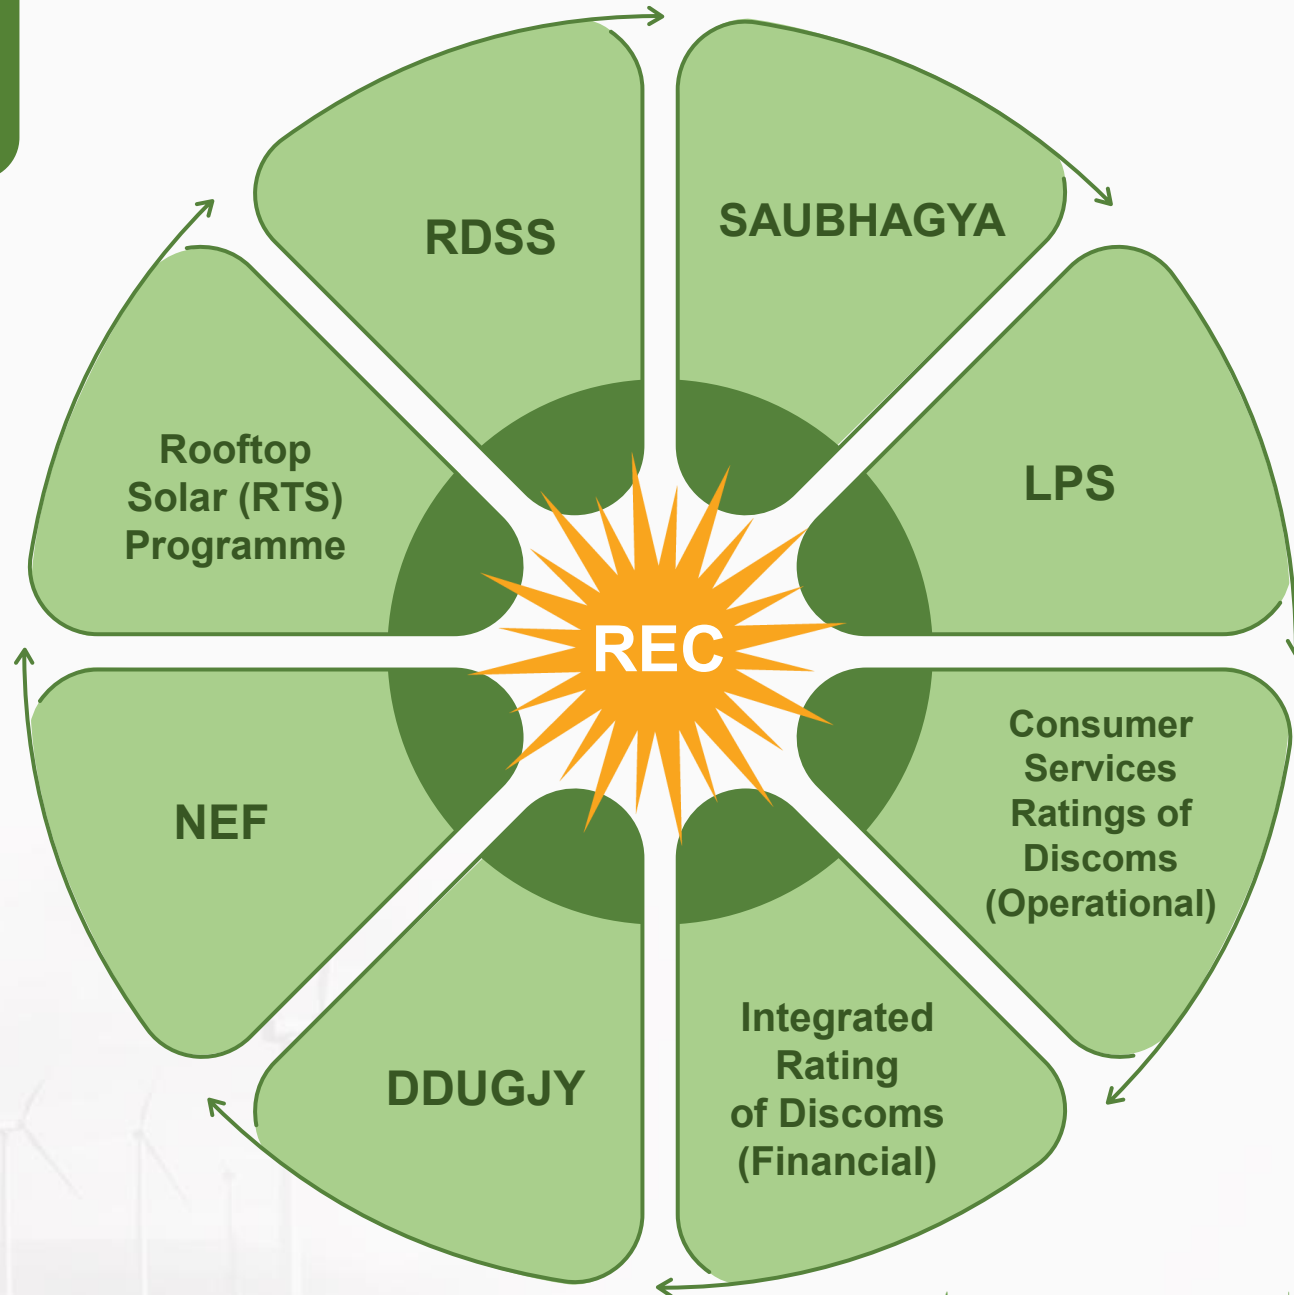 RDSS
SAUBHAGYA
LPS
Consumer
Services
Ratings of
Discoms
(Operational)
Integrated
Rating
of Discoms
(Financial)
DDUGJY
NEF
Rooftop
Solar (RTS)
Programme
REC